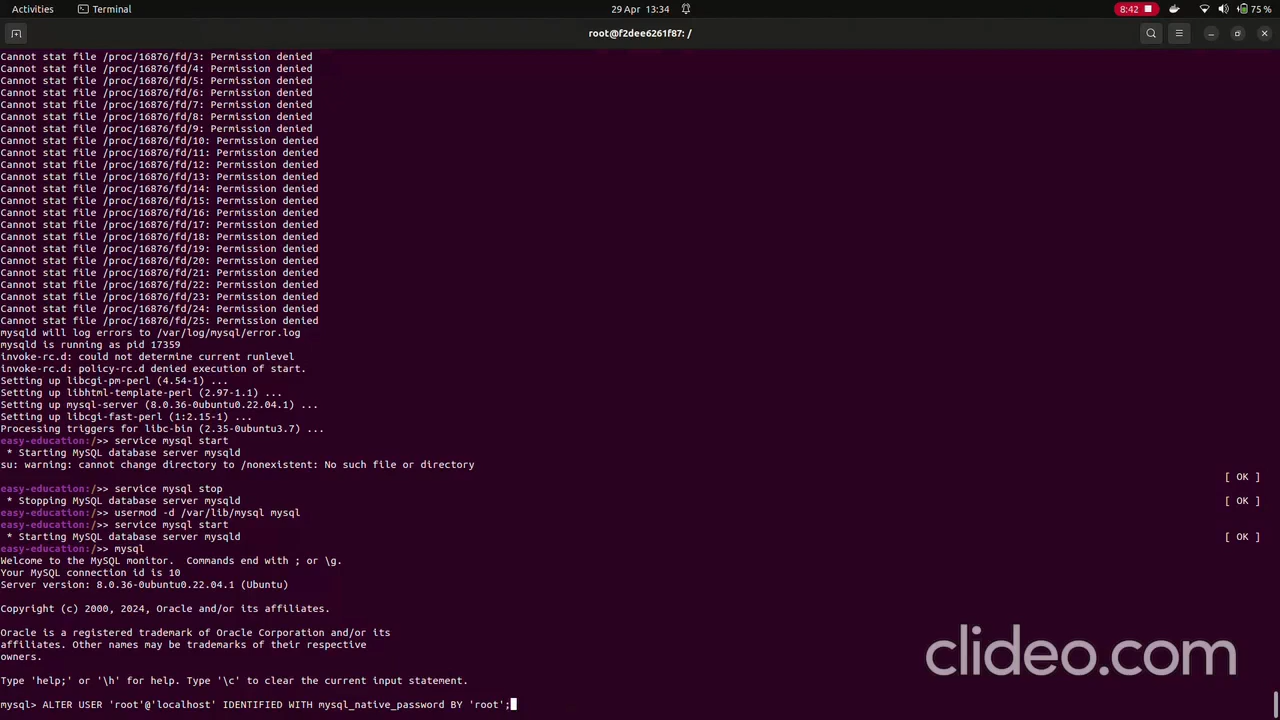 Activities Terminal 29 Apr 13:34 8:42 75 %
root@f2dee6261f87: /
Cannot stat file /proc/16876/fd/3: Permission denied
Cannot stat file /proc/16876/fd/4: Permission denied
Cannot stat file /proc/16876/fd/5: Permission denied
Cannot stat file /proc/16876/fd/6: Permission denied
Cannot stat file /proc/16876/fd/7: Permission denied
Cannot stat file /proc/16876/fd/8: Permission denied
Cannot stat file /proc/16876/fd/9: Permission denied
Cannot stat file /proc/16876/fd/10: Permission denied
Cannot stat file /proc/16876/fd/11: Permission denied
Cannot stat file /proc/16876/fd/12: Permission denied
Cannot stat file /proc/16876/fd/13: Permission denied
Cannot stat file /proc/16876/fd/14: Permission denied
Cannot stat file /proc/16876/fd/15: Permission denied
Cannot stat file /proc/16876/fd/16: Permission denied
Cannot stat file /proc/16876/fd/17: Permission denied
Cannot stat file /proc/16876/fd/18: Permission denied
Cannot stat file /proc/16876/fd/19: Permission denied
Cannot stat file /proc/16876/fd/20: Permission denied
Cannot stat file /proc/16876/fd/21: Permission denied
Cannot stat file /proc/16876/fd/22: Permission denied
Cannot stat file /proc/16876/fd/23: Permission denied
Cannot stat file /proc/16876/fd/24: Permission denied
Cannot stat file /proc/16876/fd/25: Permission denied
mysqld will log errors to /var/log/mysql/error.log
mysqld is running as pid 17359
invoke-rc.d: could not determine current runlevel
invoke-rc.d: policy-rc.d denied execution of start.
Setting up libcgi-pm-perl (4.54-1) ...
Setting up libhtml-template-perl (2.97-1.1) ...
Setting up mysql-server (8.0.36-0ubuntu0.22.04.1) ...
Setting up libcgi-fast-perl (1:2.15-1) ...
Processing triggers for libc-bin (2.35-0ubuntu3.7) ...
easy-education:/>> service mysql start
* Starting MySQL database server mysqld
su: warning: cannot change directory to /nonexistent: No such file or directory
[ OK ]
easy-education:/>> service mysql stop
* Stopping MySQL database server mysqld [ OK ]
easy-education:/>> usermod -d /var/lib/mysql mysql
easy-education:/>> service mysql start
* Starting MySQL database server mysqld [ OK ]
easy-education:/>> mysql
Welcome to the MySQL monitor.  Commands end with ; or \g.
Your MySQL connection id is 10
Server version: 8.0.36-0ubuntu0.22.04.1 (Ubuntu)
Copyright (c) 2000, 2024, Oracle and/or its affiliates.
Oracle is a registered trademark of Oracle Corporation and/or its
affiliates. Other names may be trademarks of their respective
owners.
Type 'help;' or '\h' for help. Type '\c' to clear the current input statement.
mysql> ALTER USER 'root'@'localhost' IDENTIFIED WITH mysql_native_password BY 'root';
clideo.com